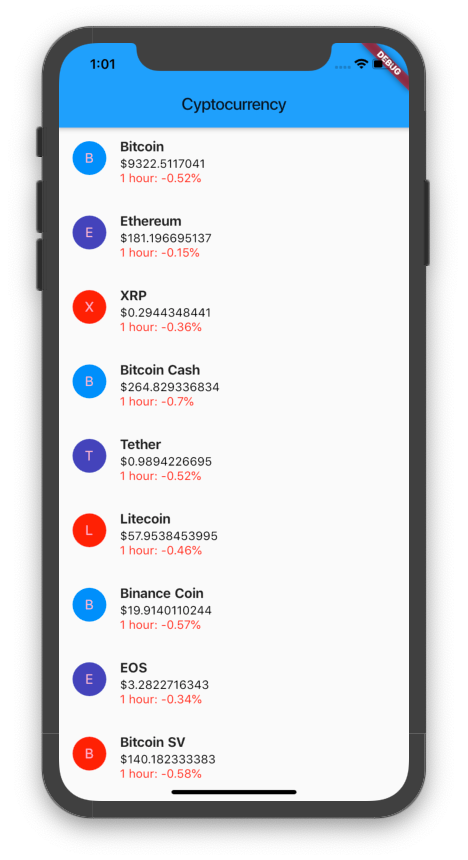 1:01
DEBUG
Cyptocurrency
B
Bitcoin
$9322.5117041
1 hour: -0.52%
E
Ethereum
$181.196695137
1 hour: -0.15%
X
XRP
$0.2944348441
1 hour: -0.36%
B
Bitcoin Cash
$264.829336834
1 hour: -0.7%
T
Tether
$0.9894226695
1 hour: -0.52%
L
Litecoin
$57.9538453995
1 hour: -0.46%
B
Binance Coin
$19.9140110244
1 hour: -0.57%
E
EOS
$3.2822716343
1 hour: -0.34%
B
Bitcoin SV
$140.182333383
1 hour: -0.58%